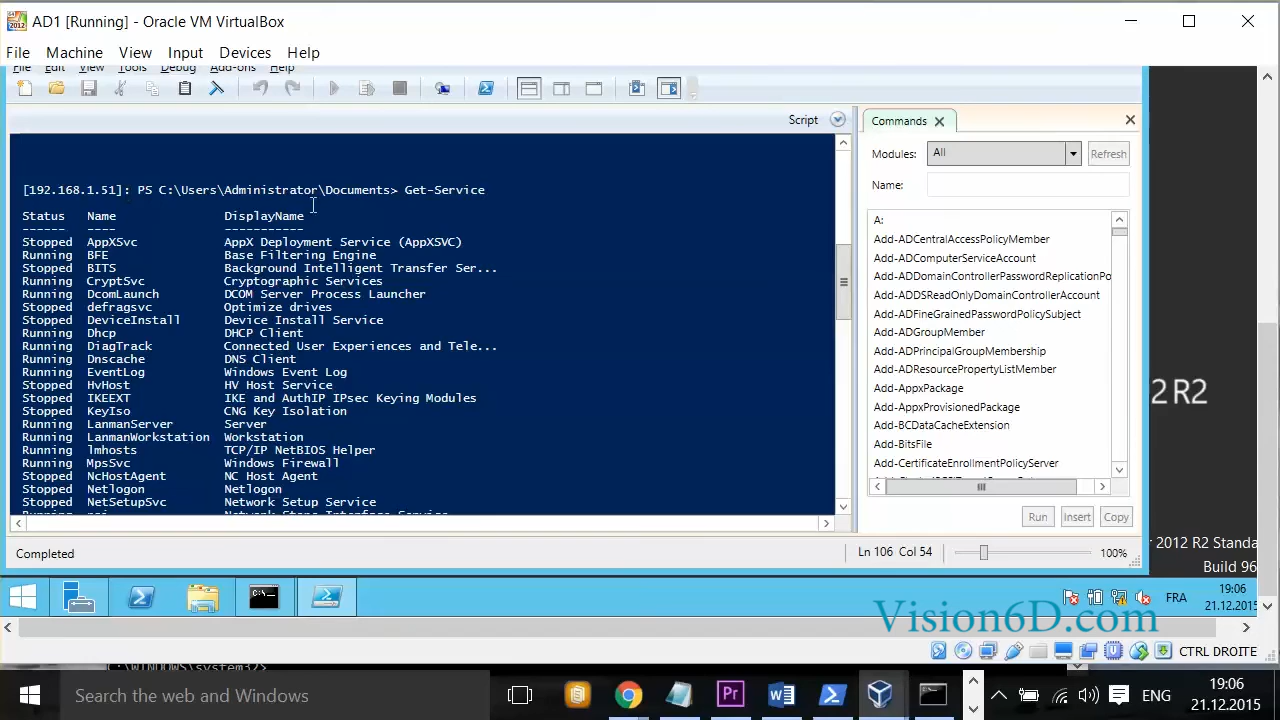 AD1 [Running] - Oracle VM VirtualBox
File Machine View Input Devices Help
File Edit View Tools Debug Add-ons Help
Script
Commands
Modules: All Refresh
Name:
[192.168.1.51]: PS C:\Users\Administrator\Documents> Get-Service
Status Name DisplayName
------ ---- -----------
Stopped AppXSvc AppX Deployment Service (AppXSVC)
Running BFE Base Filtering Engine
Stopped BITS Background Intelligent Transfer Ser...
Running CryptSvc Cryptographic Services
Running DcomLaunch DCOM Server Process Launcher
Stopped defragsvc Optimize drives
Stopped DeviceInstall Device Install Service
Running Dhcp DHCP Client
Running DiagTrack Connected User Experiences and Tele...
Running Dnscache DNS Client
Running EventLog Windows Event Log
Stopped HvHost HV Host Service
Stopped IKEEXT IKE and AuthIP IPsec Keying Modules
Stopped KeyIso CNG Key Isolation
Running LanmanServer Server
Running LanmanWorkstation Workstation
Running lmhosts TCP/IP NetBIOS Helper
Running MpsSvc Windows Firewall
Stopped NcHostAgent NC Host Agent
Stopped Netlogon Netlogon
Stopped NetSetupSvc Network Setup Service
Running nsi Network Store Interface Service
A:
Add-ADCentralAccessPolicyMember
Add-ADComputerServiceAccount
Add-ADDomainControllerPasswordReplicationPo
Add-ADDSReadOnlyDomainControllerAccount
Add-ADFineGrainedPasswordPolicySubject
Add-ADGroupMember
Add-ADPrincipalGroupMembership
Add-ADResourcePropertyListMember
Add-AppxPackage
Add-AppxProvisionedPackage
Add-BCDataCacheExtension
Add-BitsFile
Add-CertificateEnrollmentPolicyServer
Run Insert Copy
2 R2
Completed Ln 106 Col 54 100%
r 2012 R2 Standa
Build 96
FRA 19:06
21.12.2015
Vision6D.com
CTRL DROITE
C:\WINDOWS\system32>
Search the web and Windows
ENG 19:06
21.12.2015